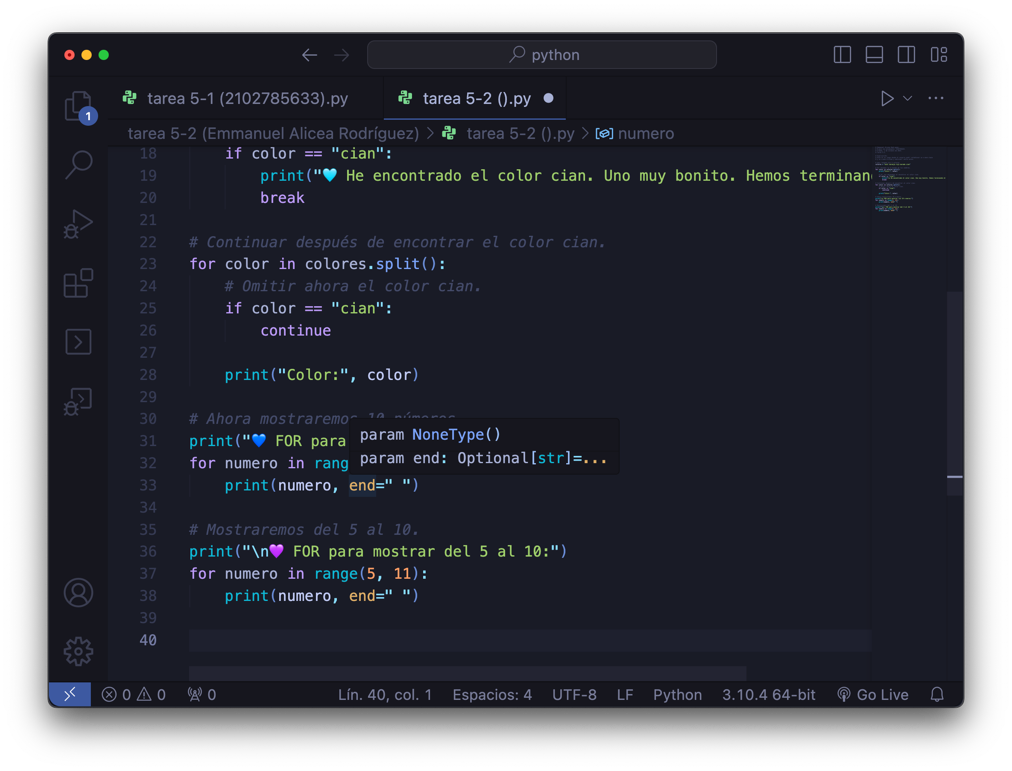 python
tarea 5-1 (2102785633).py
tarea 5-2 ().py
1
tarea 5-2 (Emmanuel Alicea Rodríguez) > tarea 5-2 ().py > numero
18 if color == "cian":
19 print("🩵 He encontrado el color cian. Uno muy bonito. Hemos terminan
20 break
21
22 # Continuar después de encontrar el color cian.
23 for color in colores.split():
24 # Omitir ahora el color cian.
25 if color == "cian":
26 continue
27
28 print("Color:", color)
29
30 # Ahora mostraremos 10 números
31 print("💙 FOR para
param NoneType()
param end: Optional[str]=...
32 for numero in rang
33 print(numero, end=" ")
34
35 # Mostraremos del 5 al 10.
36 print("\n💜 FOR para mostrar del 5 al 10:")
37 for numero in range(5, 11):
38 print(numero, end=" ")
39
40
0 0 0 Lín. 40, col. 1 Espacios: 4 UTF-8 LF Python 3.10.4 64-bit Go Live